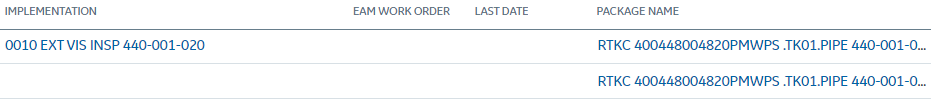 IMPLEMENTATION EAM WORK ORDER LAST DATE PACKAGE NAME
0010 EXT VIS INSP 440-001-020 RTKC 400448004820PMWPS .TK01.PIPE 440-001-0...
RTKC 400448004820PMWPS .TK01.PIPE 440-001-0...